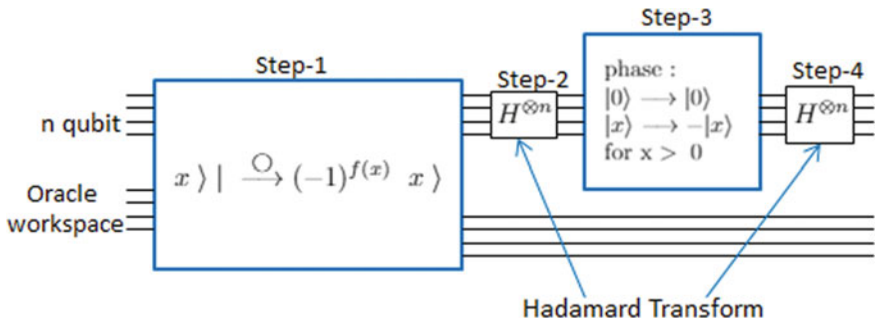 Step-1
Step-2
Step-3
Step-4
n qubit
Oracle
workspace
x ⟩ | —O→ (−1)^{f(x)} x ⟩
H^{⊗n}
phase :
|0⟩ ⟶ |0⟩
|x⟩ ⟶ −|x⟩
for x > 0
H^{⊗n}
Hadamard Transform